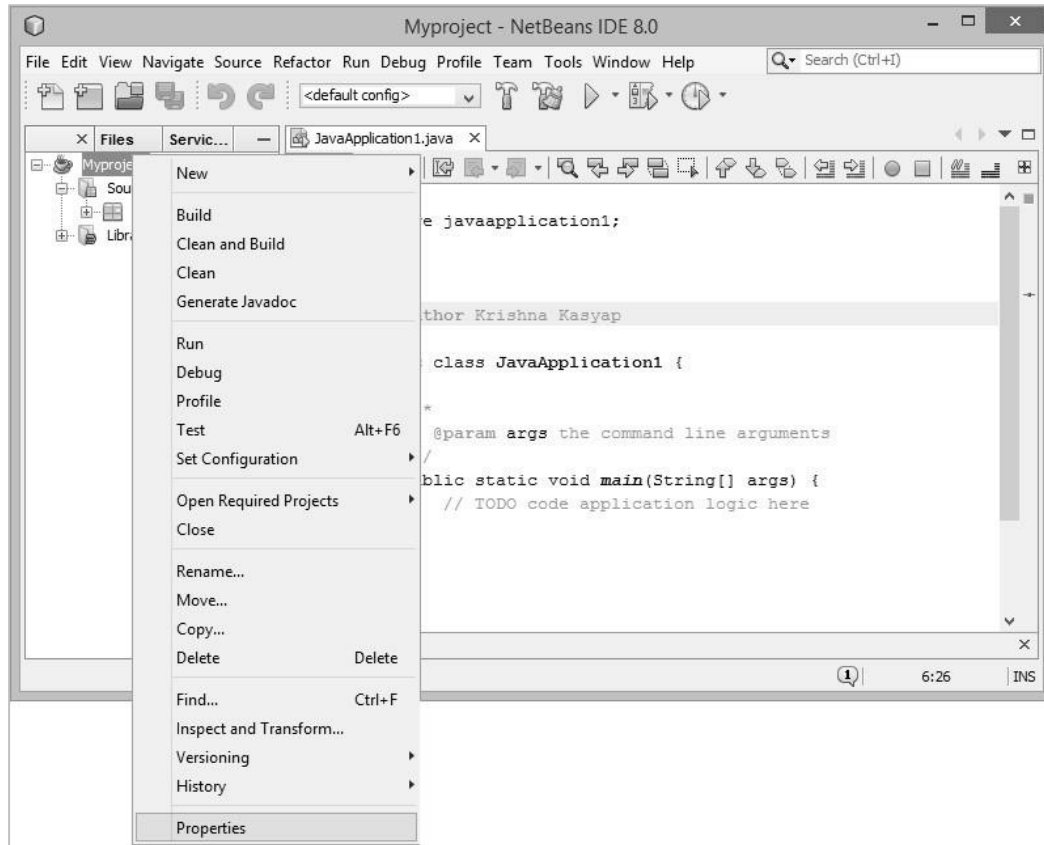 Myproject - NetBeans IDE 8.0
File Edit View Navigate Source Refactor Run Debug Profile Team Tools Window Help
Search (Ctrl+I)
<default config>
Files Servic...
JavaApplication1.java
Myproje
Sou
Libra
New
Build
Clean and Build
Clean
Generate Javadoc
Run
Debug
Profile
Test Alt+F6
Set Configuration
Open Required Projects
Close
Rename...
Move...
Copy...
Delete Delete
Find... Ctrl+F
Inspect and Transform...
Versioning
History
Properties
e javaapplication1;
thor Krishna Kasyap
class JavaApplication1 {
*
@param args the command line arguments
/
blic static void main(String[] args) {
// TODO code application logic here
1 6:26 INS